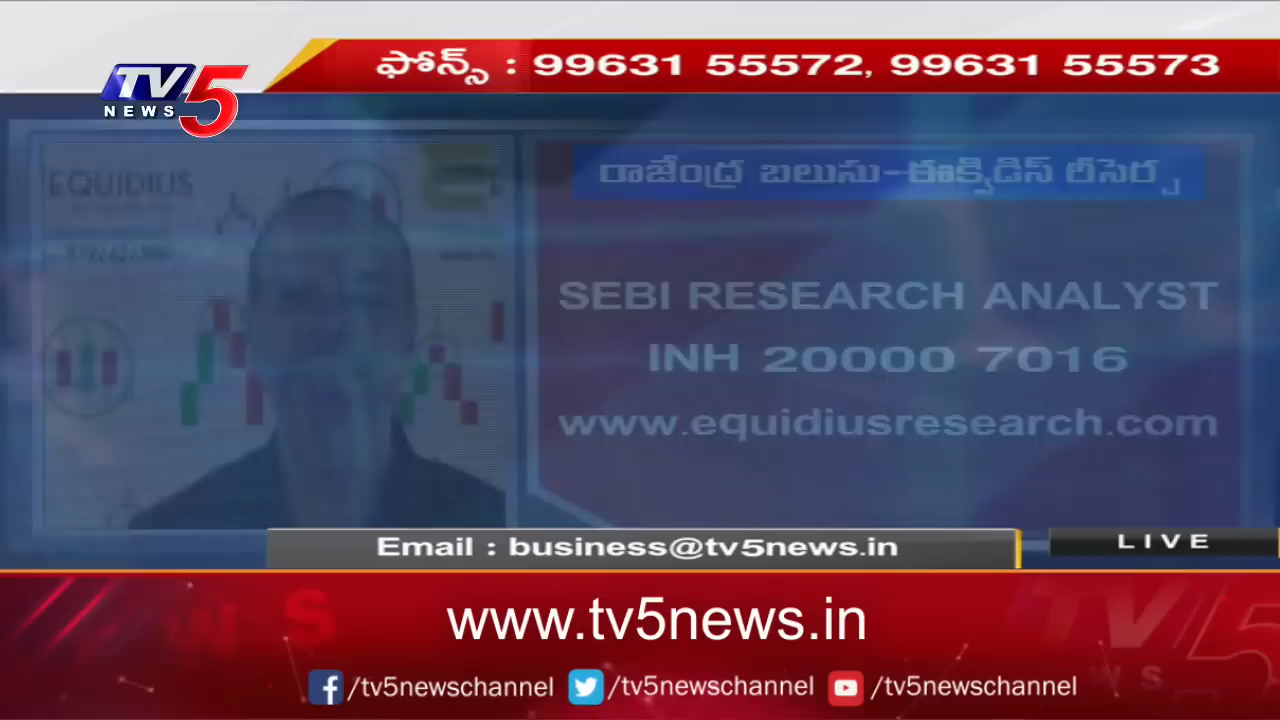 ఫోన్స్ : 99631 55572, 99631 55573
TV5
NEWS
EQUIDIUS
రాజేంద్ర బలుసు-ఈక్విడిస్ రీసెర్చ్
SEBI RESEARCH ANALYST
INH 20000 7016
www.equidiusresearch.com
Email : business@tv5news.in
LIVE
www.tv5news.in
/tv5newschannel /tv5newschannel /tv5newschannel